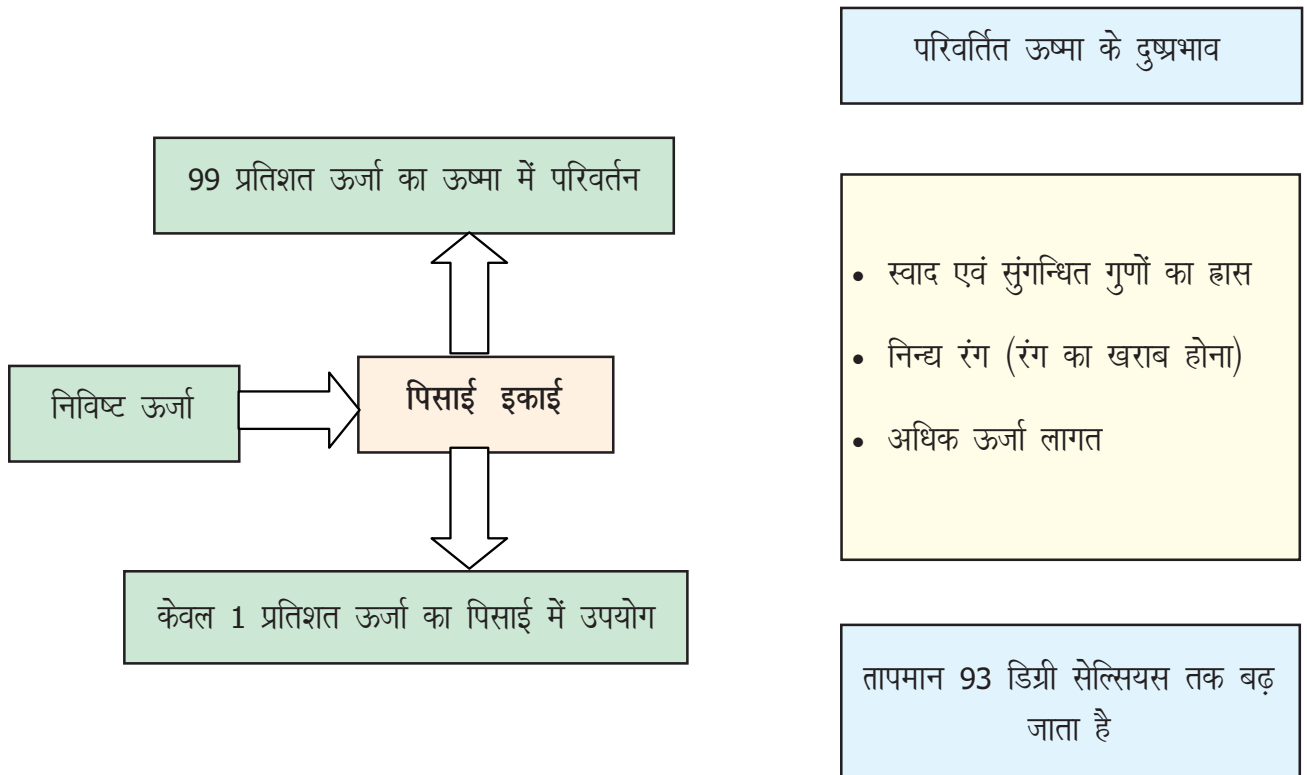 परिवर्तित ऊष्मा के दुष्प्रभाव
99 प्रतिशत ऊर्जा का ऊष्मा में परिवर्तन
निविष्ट ऊर्जा
पिसाई इकाई
केवल 1 प्रतिशत ऊर्जा का पिसाई में उपयोग
• स्वाद एवं सुंगन्धित गुणों का ह्रास
• निन्द्य रंग (रंग का खराब होना)
• अधिक ऊर्जा लागत
तापमान 93 डिग्री सेल्सियस तक बढ़
जाता है